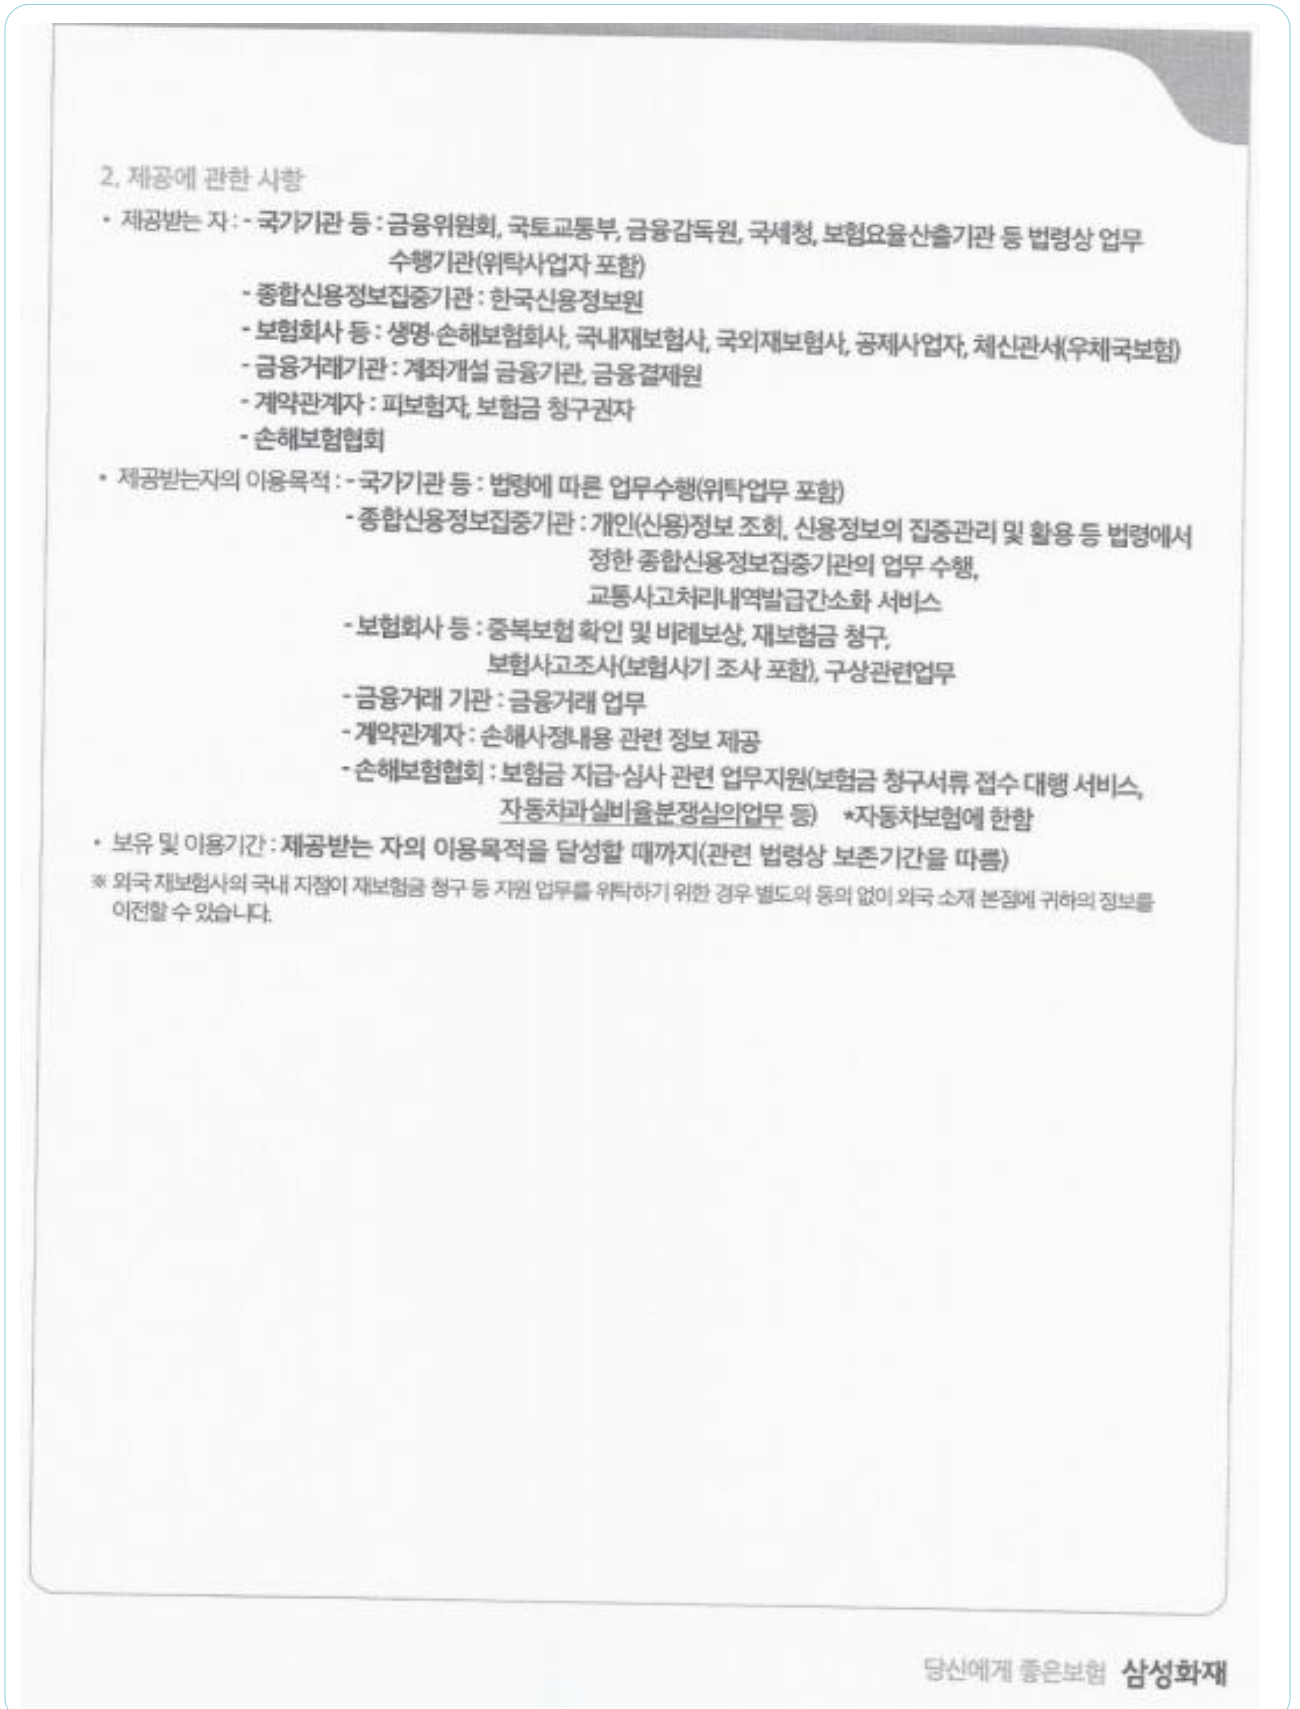 2. 제공에 관한 사항
• 제공받는 자 : - 국가기관 등 : 금융위원회, 국토교통부, 금융감독원, 국세청, 보험요율산출기관 등 법령상 업무
수행기관(위탁사업자 포함)
- 종합신용정보집중기관 : 한국신용정보원
- 보험회사 등 : 생명·손해보험회사, 국내재보험사, 국외재보험사, 공제사업자, 체신관서(우체국보험)
- 금융거래기관 : 계좌개설 금융기관, 금융결제원
- 계약관계자 : 피보험자, 보험금 청구권자
- 손해보험협회
• 제공받는자의 이용목적 : - 국가기관 등 : 법령에 따른 업무수행(위탁업무 포함)
- 종합신용정보집중기관 : 개인(신용)정보 조회, 신용정보의 집중관리 및 활용 등 법령에서
정한 종합신용정보집중기관의 업무 수행,
교통사고처리내역발급간소화 서비스
- 보험회사 등 : 중복보험 확인 및 비례보상, 재보험금 청구,
보험사고조사(보험사기 조사 포함), 구상관련업무
- 금융거래 기관 : 금융거래 업무
- 계약관계자 : 손해사정내용 관련 정보 제공
- 손해보험협회 : 보험금 지급·심사 관련 업무지원(보험금 청구서류 접수 대행 서비스,
자동차과실비율분쟁심의업무 등) *자동차보험에 한함
• 보유 및 이용기간 : 제공받는 자의 이용목적을 달성할 때까지(관련 법령상 보존기간을 따름)
※ 외국 재보험사의 국내 지점이 재보험금 청구 등 지원 업무를 위탁하기 위한 경우 별도의 동의 없이 외국 소재 본점에 귀하의 정보를
이전할 수 있습니다.
당신에게 좋은보험 삼성화재